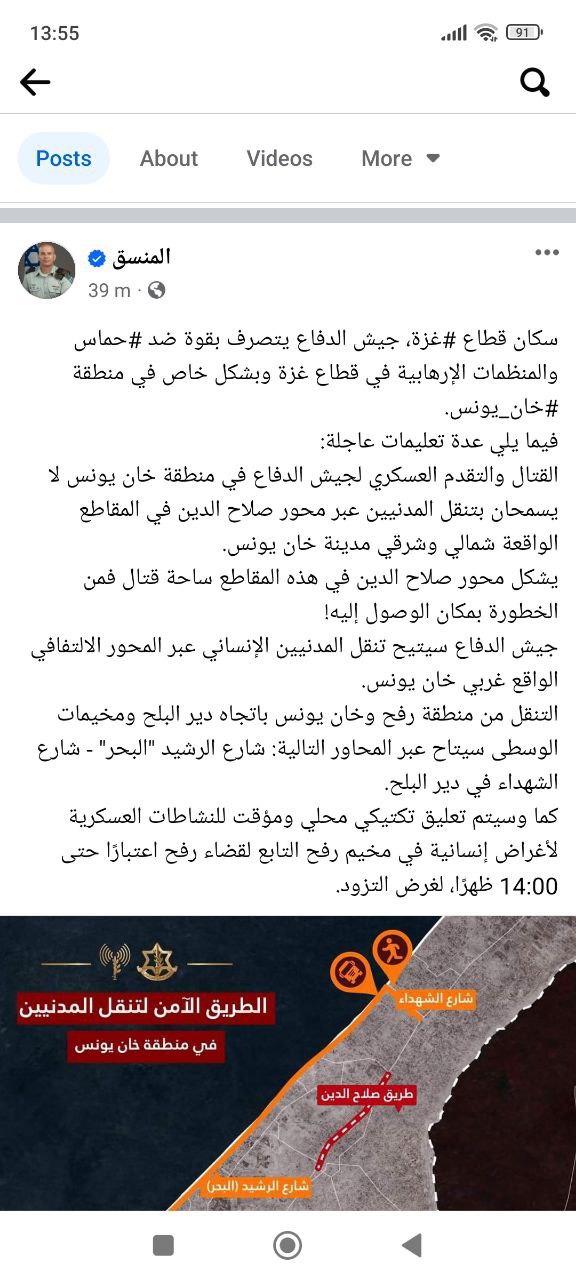 13:55
91
Posts
About
Videos
More
المنسق
39 m ·
سكان قطاع #غزة، جيش الدفاع يتصرف بقوة ضد #حماس
والمنظمات الإرهابية في قطاع غزة وبشكل خاص في منطقة
#خان_يونس.
فيما يلي عدة تعليمات عاجلة:
القتال والتقدم العسكري لجيش الدفاع في منطقة خان يونس لا
يسمحان بتنقل المدنيين عبر محور صلاح الدين في المقاطع
الواقعة شمالي وشرقي مدينة خان يونس.
يشكل محور صلاح الدين في هذه المقاطع ساحة قتال فمن
الخطورة بمكان الوصول إليه!
جيش الدفاع سيتيح تنقل المدنيين الإنساني عبر المحور الالتفافي
الواقع غربي خان يونس.
التنقل من منطقة رفح وخان يونس باتجاه دير البلح ومخيمات
الوسطى سيتاح عبر المحاور التالية: شارع الرشيد "البحر" - شارع
الشهداء في دير البلح.
كما وسيتم تعليق تكتيكي محلي ومؤقت للنشاطات العسكرية
لأغراض إنسانية في مخيم رفح التابع لقضاء رفح اعتبارًا حتى
14:00 ظهرًا، لغرض التزود.
الطريق الآمن لتنقل المدنيين
في منطقة خان يونس
شارع الشهداء
طريق صلاح الدين
شارع الرشيد (البحر)